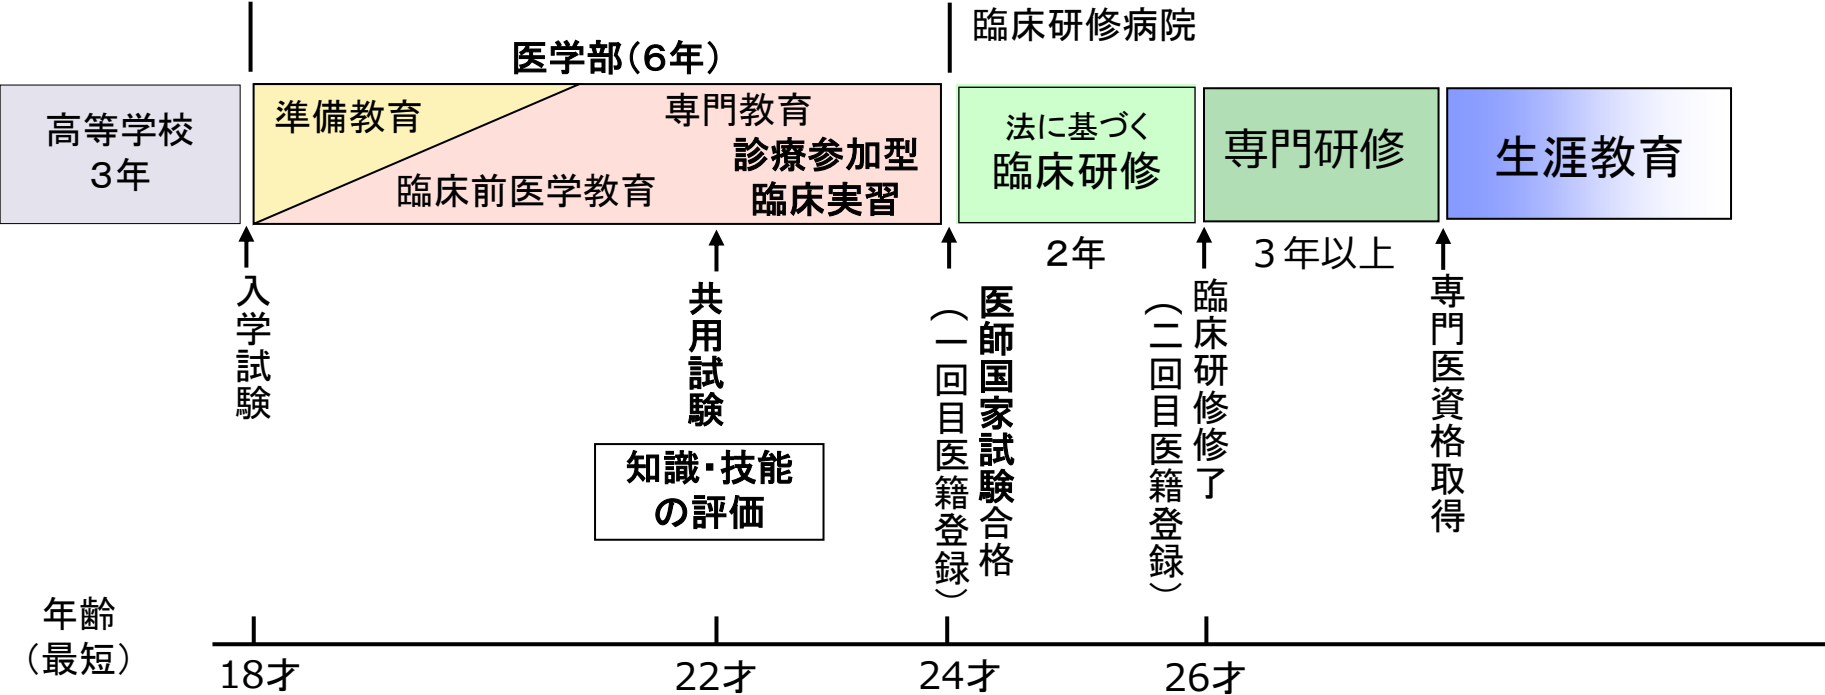 臨床研修病院
医学部（６年）
高等学校
３年
準備教育
専門教育
診療参加型
臨床実習
臨床前医学教育
法に基づく
臨床研修
専門研修
生涯教育
２年
３年以上
入学試験
共用試験
知識・技能
の評価
医師国家試験合格
（一回目医籍登録）
臨床研修修了
（二回目医籍登録）
専門医資格取得
年齢
（最短）
18才
22才
24才
26才